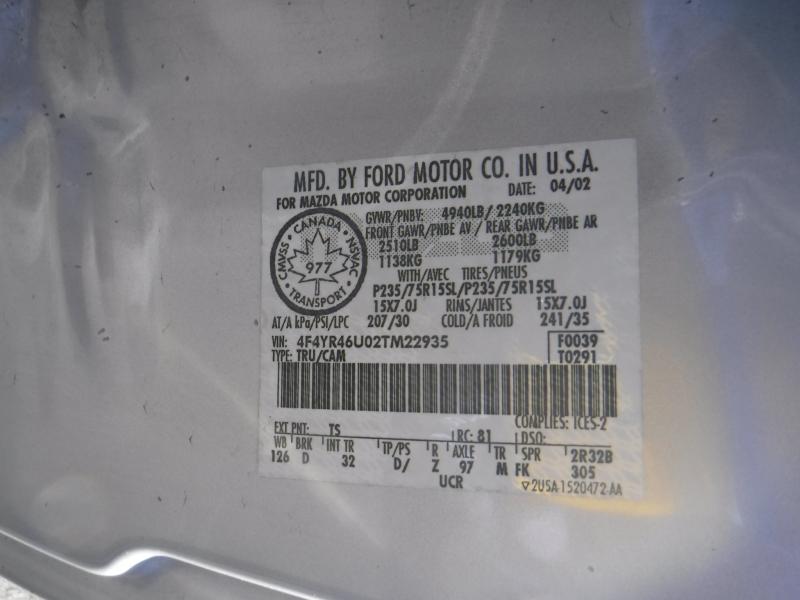 MFD. BY FORD MOTOR CO. IN U.S.A.
FOR MAZDA MOTOR CORPORATION DATE: 04/02
GVWR/PNBV: 4940LB/ 2240KG
FRONT GAWR/PNBE AV / REAR GAWR/PNBE AR
2510LB 2600LB
1138KG 1179KG
WITH/AVEC TIRES/PNEUS
P235/75R15SL/P235/75R15SL
15X7.0J RINS/JANTES 15X7.0J
AT/A kPa/PSI/LPC 207/30 COLD/A FROID 241/35
CMVSS • CANADA • NSVAC
977
• TRANSPORT •
VIN: 4F4YR46U02TM22935 F0039
TYPE: TRU/CAM T0291
COMPLIES: ICES-2
EXT PNT: TS RC: 81 DSO:
WB BRK INT TR TP/PS R AXLE TR SPR 2R32B
126 D 32 D/ Z 97 M FK 305
UCR ▽2U5A-1520472-AA